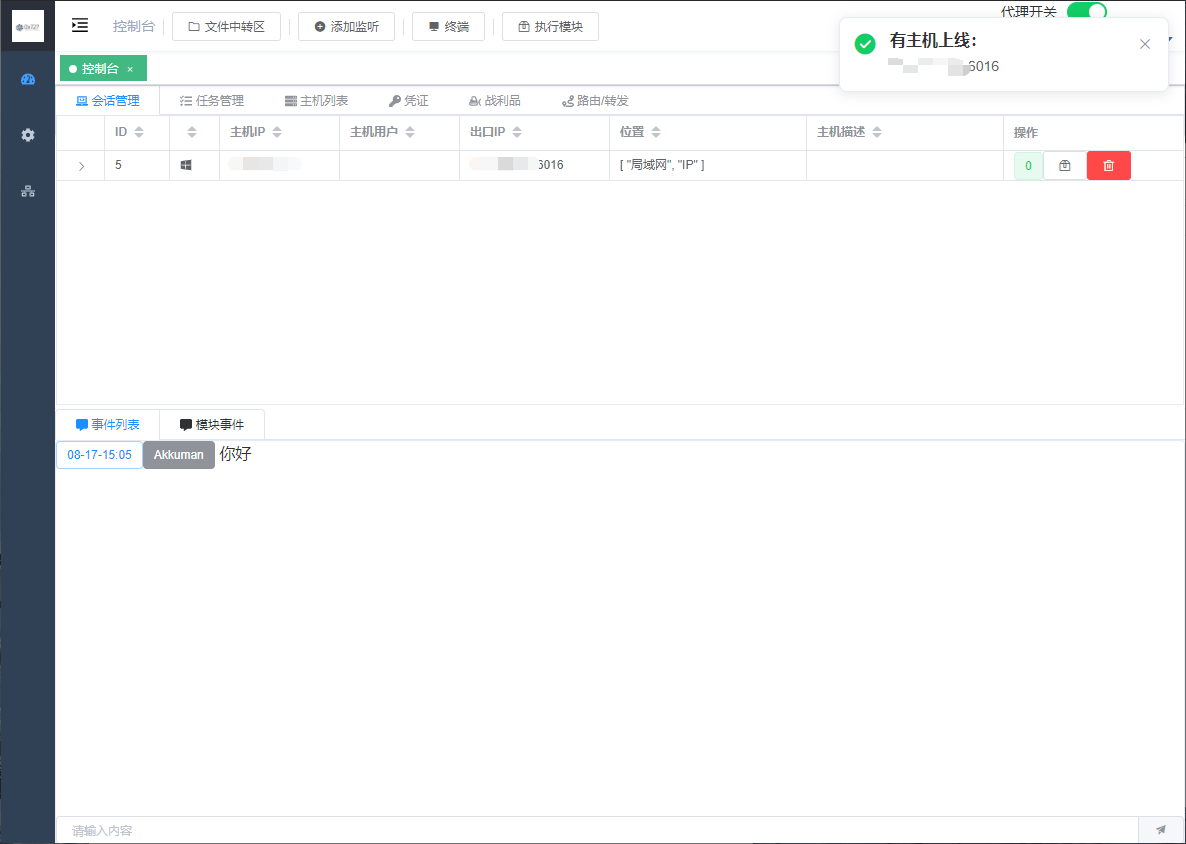 控制台 文件中转区 添加监听 终端 执行模块 代理开关
有主机上线:
6016
控制台 ×
会话管理 任务管理 主机列表 凭证 战利品 路由/转发
ID 主机IP 主机用户 出口IP 位置 主机描述 操作
5 6016 [ "局域网", "IP" ] 0
事件列表 模块事件
08-17-15:05 Akkuman 你好
请输入内容